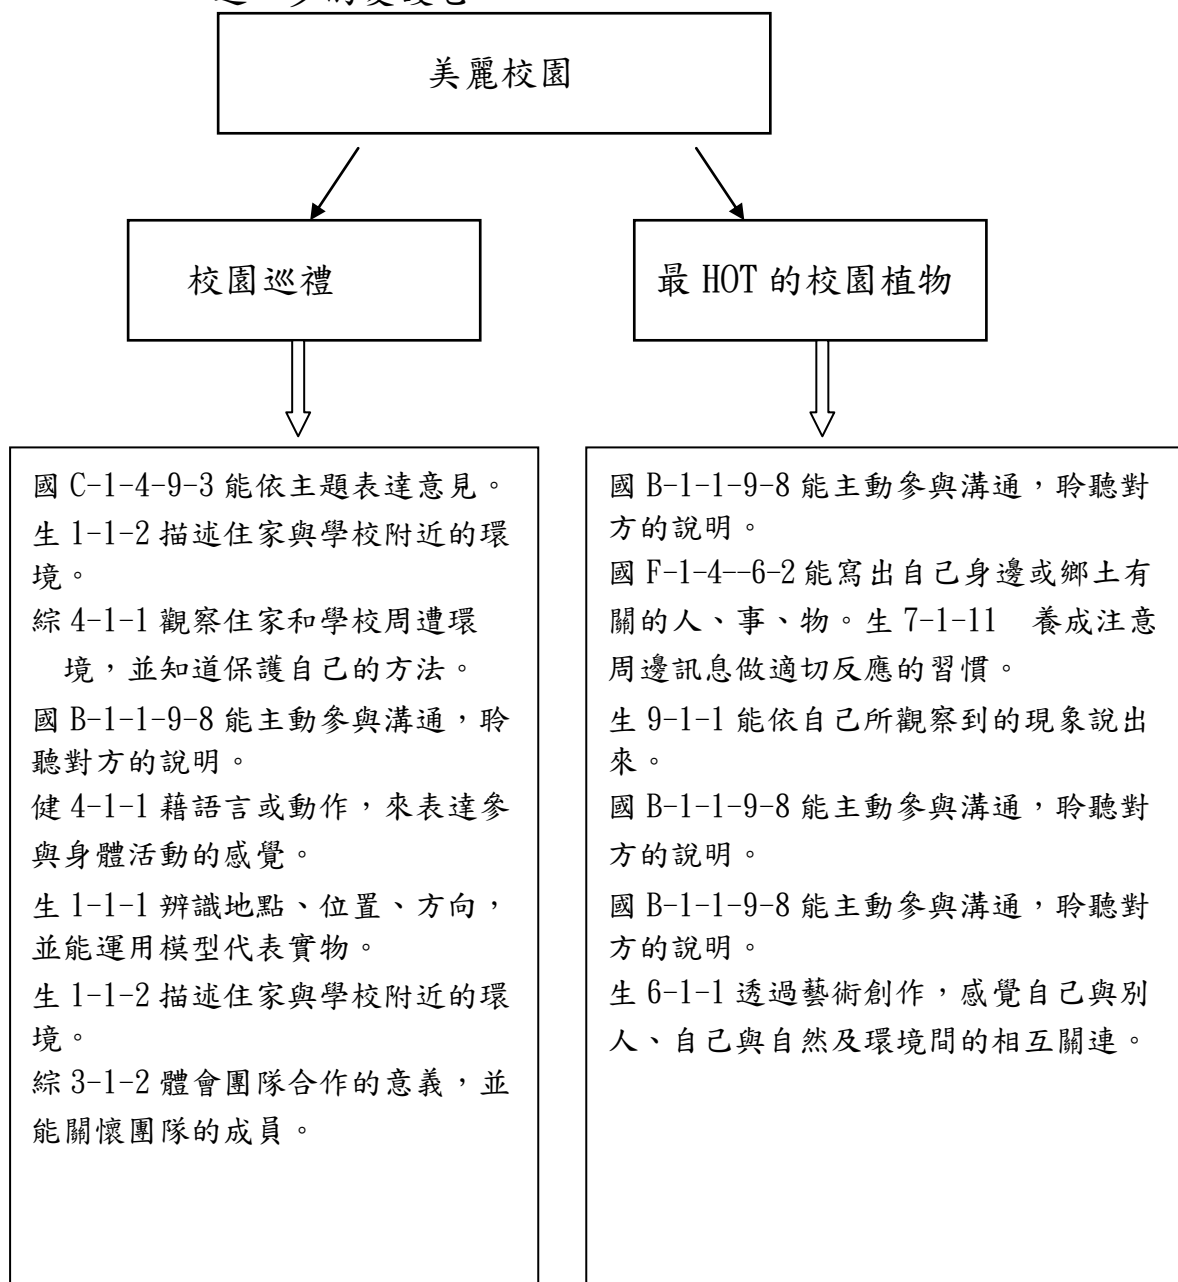 美麗校園
校園巡禮
最 HOT 的校園植物
國 C-1-4-9-3 能依主題表達意見。
生 1-1-2 描述住家與學校附近的環
境。
綜 4-1-1 觀察住家和學校周遭環
境，並知道保護自己的方法。
國 B-1-1-9-8 能主動參與溝通，聆
聽對方的說明。
健 4-1-1 藉語言或動作，來表達參
與身體活動的感覺。
生 1-1-1 辨識地點、位置、方向，
並能運用模型代表實物。
生 1-1-2 描述住家與學校附近的環
境。
綜 3-1-2 體會團隊合作的意義，並
能關懷團隊的成員。
國 B-1-1-9-8 能主動參與溝通，聆聽對
方的說明。
國 F-1-4--6-2 能寫出自己身邊或鄉土有
關的人、事、物。生 7-1-11　養成注意
周邊訊息做適切反應的習慣。
生 9-1-1 能依自己所觀察到的現象說出
來。
國 B-1-1-9-8 能主動參與溝通，聆聽對
方的說明。
國 B-1-1-9-8 能主動參與溝通，聆聽對
方的說明。
生 6-1-1 透過藝術創作，感覺自己與別
人、自己與自然及環境間的相互關連。